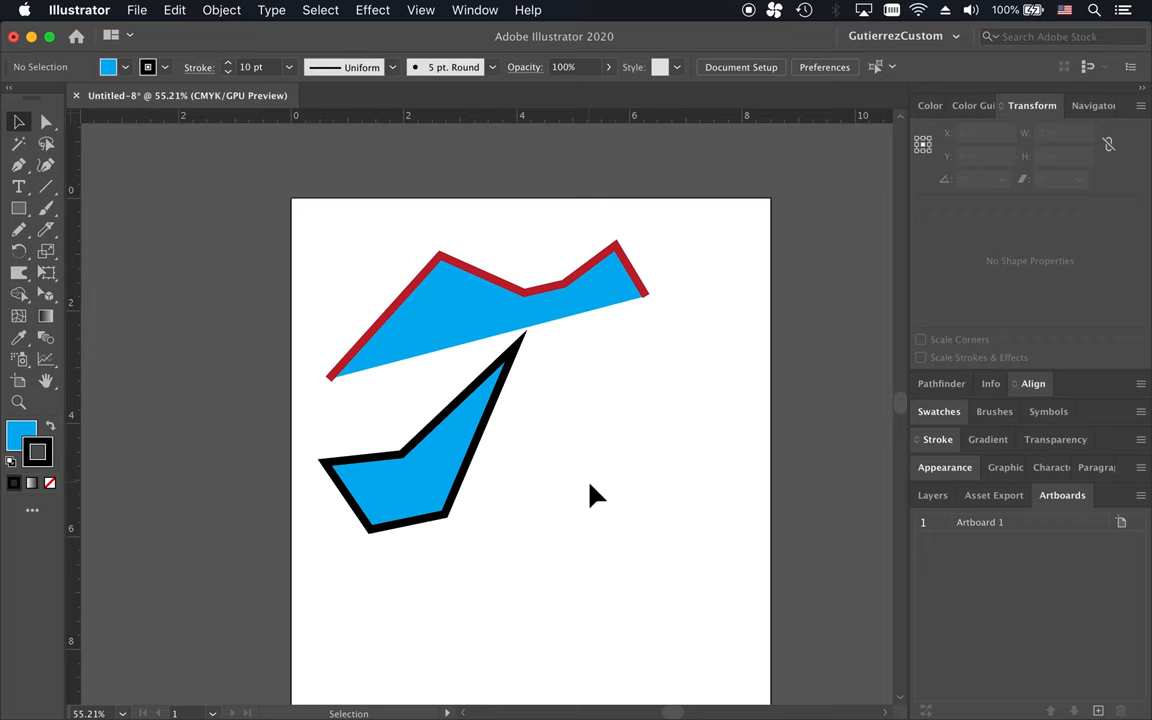 Illustrator File Edit Object Type Select Effect View Window Help 100%
Adobe Illustrator 2020 GutierrezCustom Search Adobe Stock
No Selection Stroke: 10 pt Uniform 5 pt. Round Opacity: 100% Style: Document Setup Preferences
Untitled-8* @ 55.21% (CMYK/GPU Preview)
Color Color Gui Transform Navigator
2 2 4 6 8 10
X: W:
Y: H:
0
2
4
6
8
No Shape Properties
Scale Corners
Scale Strokes & Effects
Pathfinder Info Align
Swatches Brushes Symbols
Stroke Gradient Transparency
Appearance Graphic Characte Paragra
Layers Asset Export Artboards
1 Artboard 1
55.21% 1 Selection